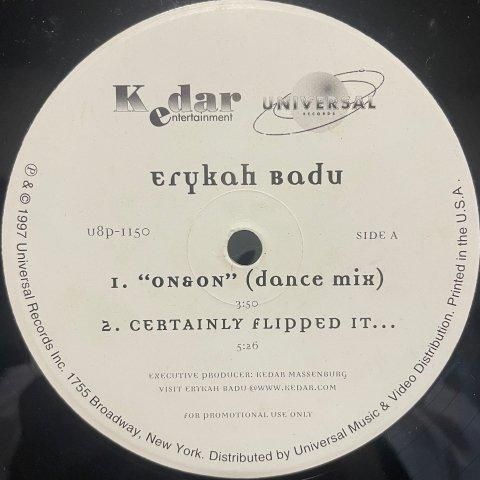 Kedar
entertainment
UNIVERSAL
RECORDS
ERYKAH BADU
U8P-1150
SIDE A
1. "ON&ON" (dance mix)
3:50
2. CERTAINLY FLIPPED IT...
5:26
EXECUTIVE PRODUCER: KEDAR MASSENBURG
VISIT ERYKAH BADU @WWW.KEDAR.COM
FOR PROMOTIONAL USE ONLY
℗ & © 1997 Universal Records Inc. 1755 Broadway, New York. Distributed by Universal Music & Video Distribution. Printed in the U.S.A.